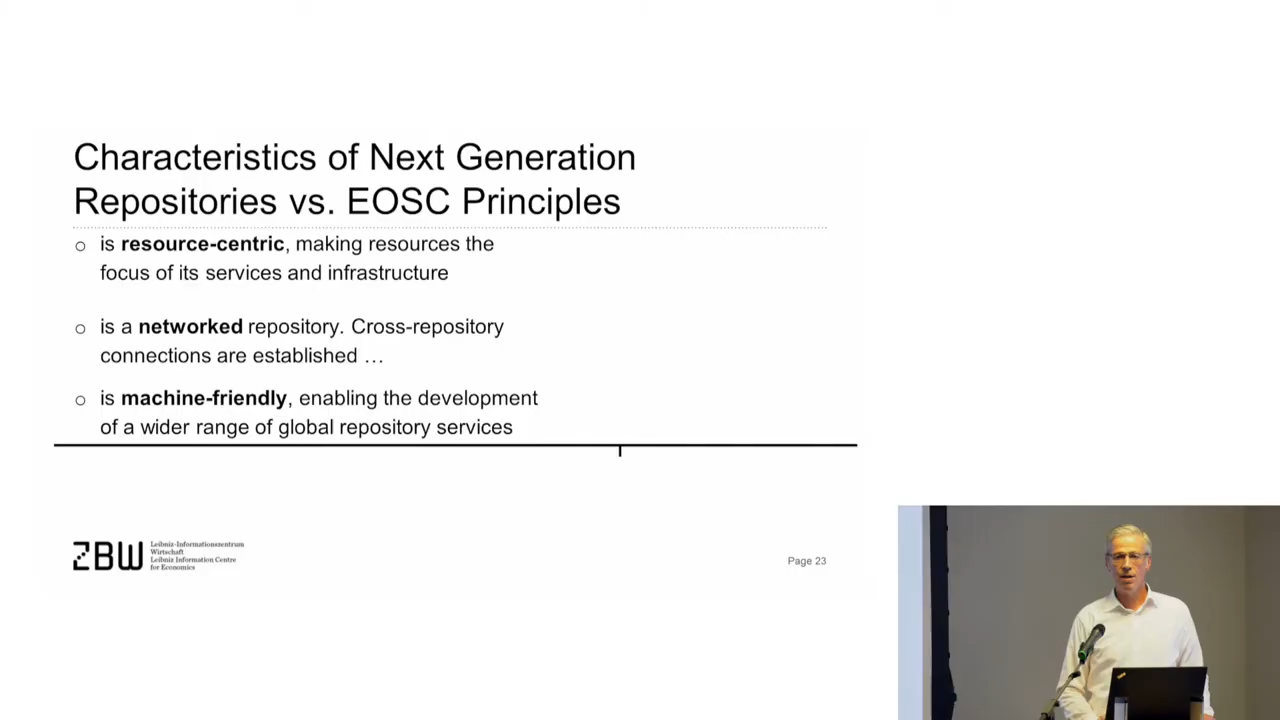 Characteristics of Next Generation
Repositories vs. EOSC Principles
o is resource-centric, making resources the
focus of its services and infrastructure
o is a networked repository. Cross-repository
connections are established …
o is machine-friendly, enabling the development
of a wider range of global repository services
ZBW
Leibniz-Informationszentrum
Wirtschaft
Leibniz Information Centre
for Economics
Page 23